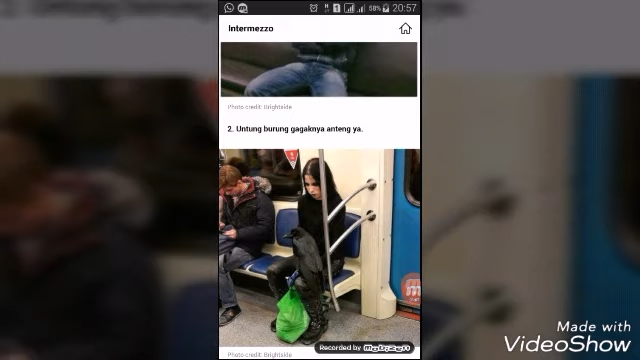 58% 20:57
Intermezzo
Photo credit: Brightside
2. Untung burung gagaknya anteng ya.
Photo credit: Brightside
Recorded by Mobizen
Made with
VideoShow